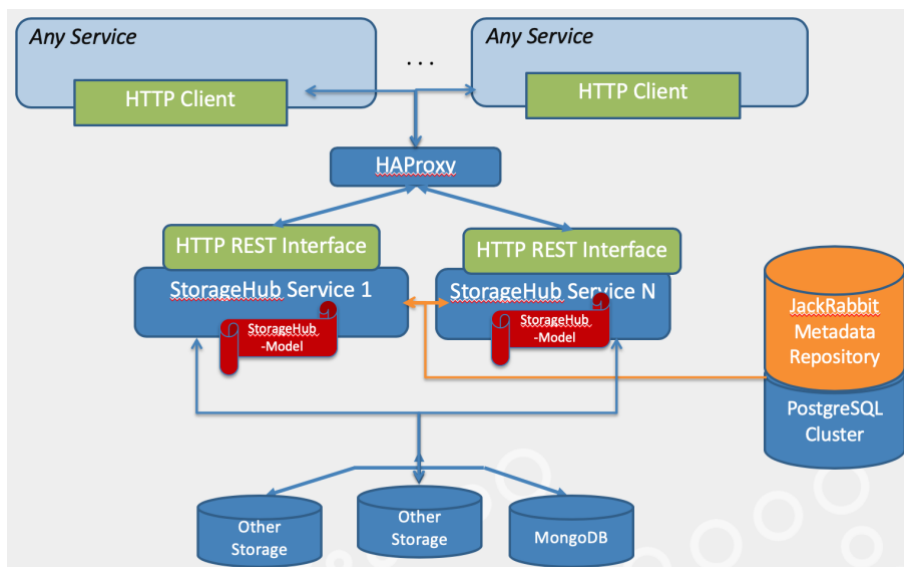 Any Service
Any Service
. . .
HTTP Client
HTTP Client
HAProxy
HTTP REST Interface
HTTP REST Interface
StorageHub Service 1
StorageHub Service N
StorageHub
-Model
StorageHub
-Model
JackRabbit
Metadata
Repository
PostgreSQL
Cluster
Other
Storage
Other
Storage
MongoDB